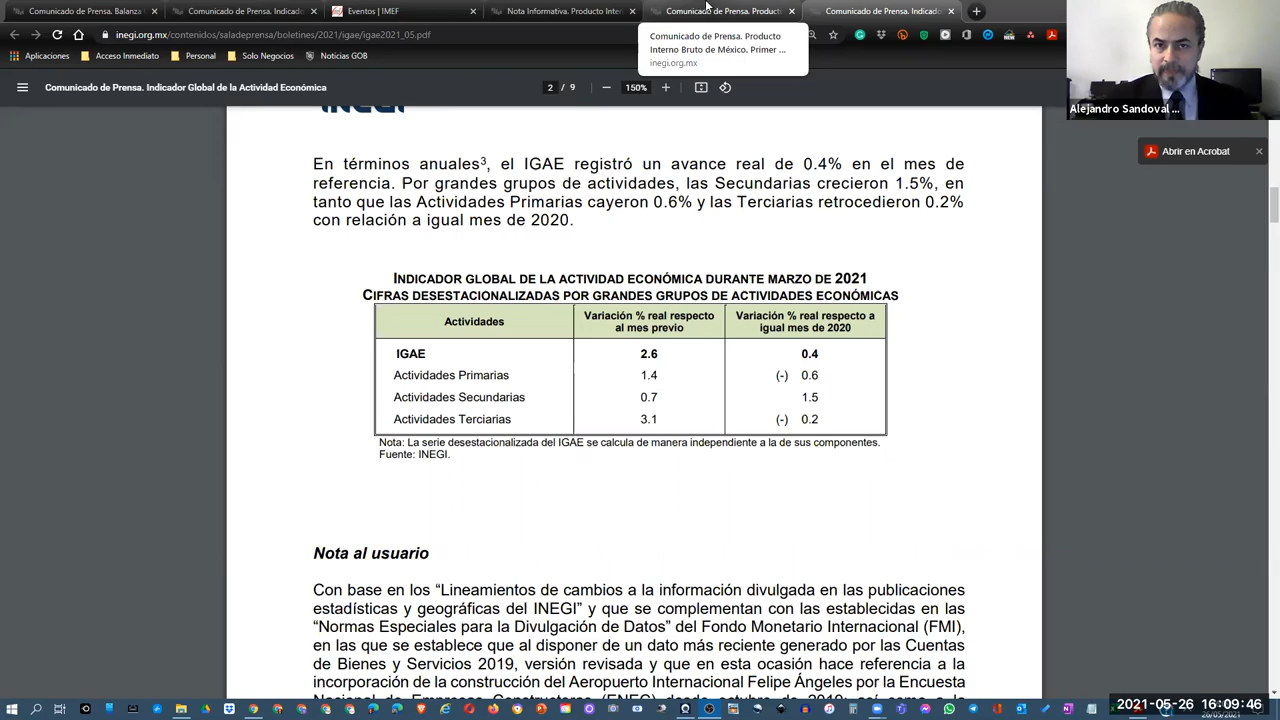 Comunicado de Prensa. Balanza
Comunicado de Prensa. Indicad
Eventos | IMEF
Nota Informativa. Producto Inter
Comunicado de Prensa. Product
Comunicado de Prensa. Indicad
inegi.org.mx/contenidos/saladeprensa/boletines/2021/igae/igae2021_05.pdf
Comunicado de Prensa. Producto
Interno Bruto de México. Primer ...
inegi.org.mx
Aplicaciones
Acceso Inmediato
Personal
Solo Negocios
Noticias GOB
Comunicado de Prensa. Indicador Global de la Actividad Económica
2 / 9
150%
Alejandro Sandoval ...
Abrir en Acrobat
INEGI
En términos anuales³, el IGAE registró un avance real de 0.4% en el mes de
referencia. Por grandes grupos de actividades, las Secundarias crecieron 1.5%, en
tanto que las Actividades Primarias cayeron 0.6% y las Terciarias retrocedieron 0.2%
con relación a igual mes de 2020.
INDICADOR GLOBAL DE LA ACTIVIDAD ECONÓMICA DURANTE MARZO DE 2021
CIFRAS DESESTACIONALIZADAS POR GRANDES GRUPOS DE ACTIVIDADES ECONÓMICAS
Actividades
Variación % real respecto
al mes previo
Variación % real respecto a
igual mes de 2020
IGAE 2.6 0.4
Actividades Primarias 1.4 (-) 0.6
Actividades Secundarias 0.7 1.5
Actividades Terciarias 3.1 (-) 0.2
Nota: La serie desestacionalizada del IGAE se calcula de manera independiente a la de sus componentes.
Fuente: INEGI.
Nota al usuario
Con base en los “Lineamientos de cambios a la información divulgada en las publicaciones
estadísticas y geográficas del INEGI” y que se complementan con las establecidas en las
“Normas Especiales para la Divulgación de Datos” del Fondo Monetario Internacional (FMI),
en las que se establece que al disponer de un dato más reciente generado por las Cuentas
de Bienes y Servicios 2019, versión revisada y que en esta ocasión hace referencia a la
incorporación de la construcción del Aeropuerto Internacional Felipe Ángeles por la Encuesta
Nacional de Empresas Constructoras (ENEC) desde octubre de 2019; así como a la
2021-05-26 16:09:46